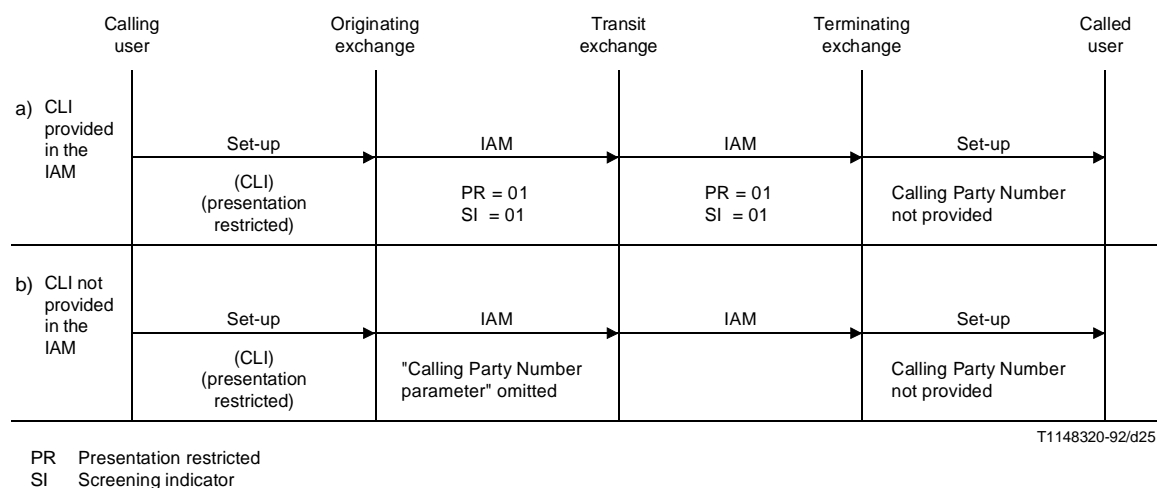 Calling user
Originating exchange
Transit exchange
Terminating exchange
Called user
a) CLI provided in the IAM
Set-up
IAM
IAM
Set-up
(CLI)
(presentation
restricted)
PR = 01
SI = 01
PR = 01
SI = 01
Calling Party Number
not provided
b) CLI not provided in the IAM
Set-up
IAM
IAM
Set-up
(CLI)
(presentation
restricted)
"Calling Party Number
parameter" omitted
Calling Party Number
not provided
T1148320-92/d25
PR Presentation restricted
SI Screening indicator